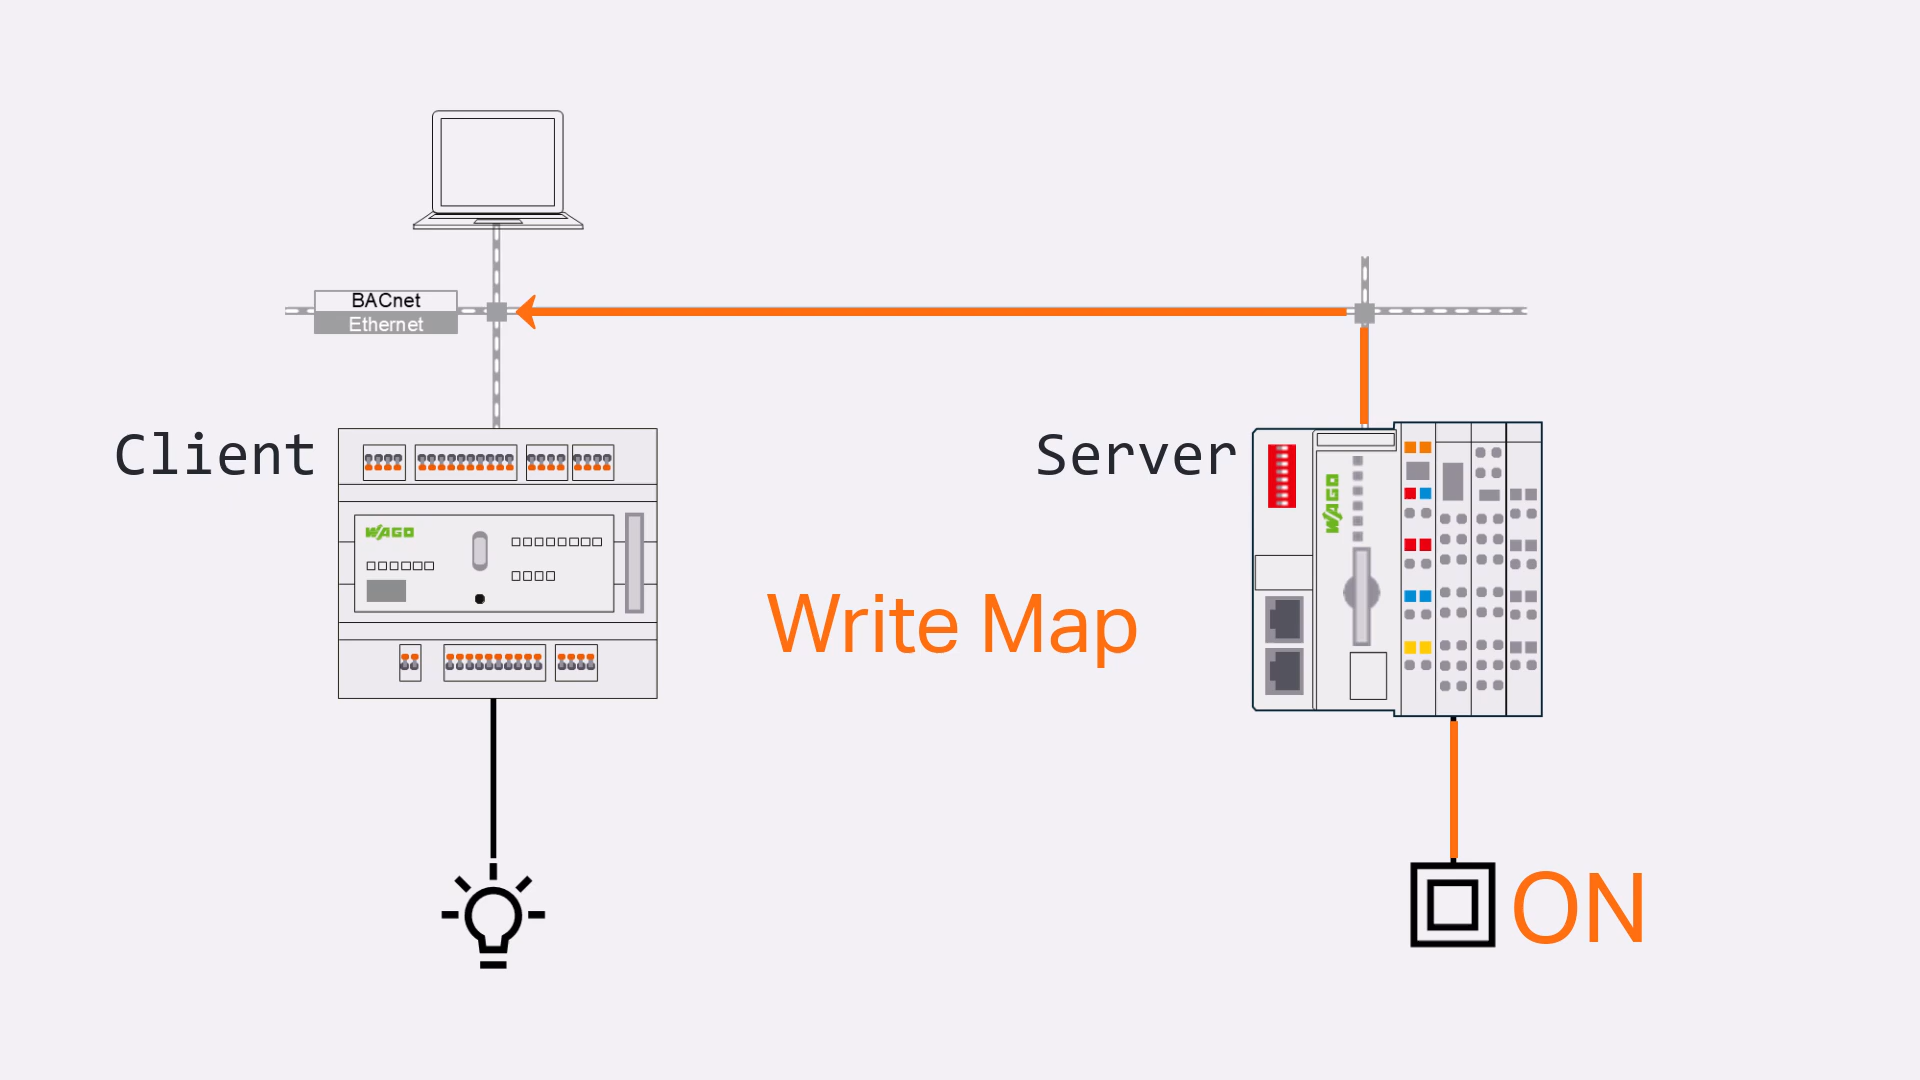 BACnet
Ethernet
Client
Server
WAGO
WAGO
Write Map
ON